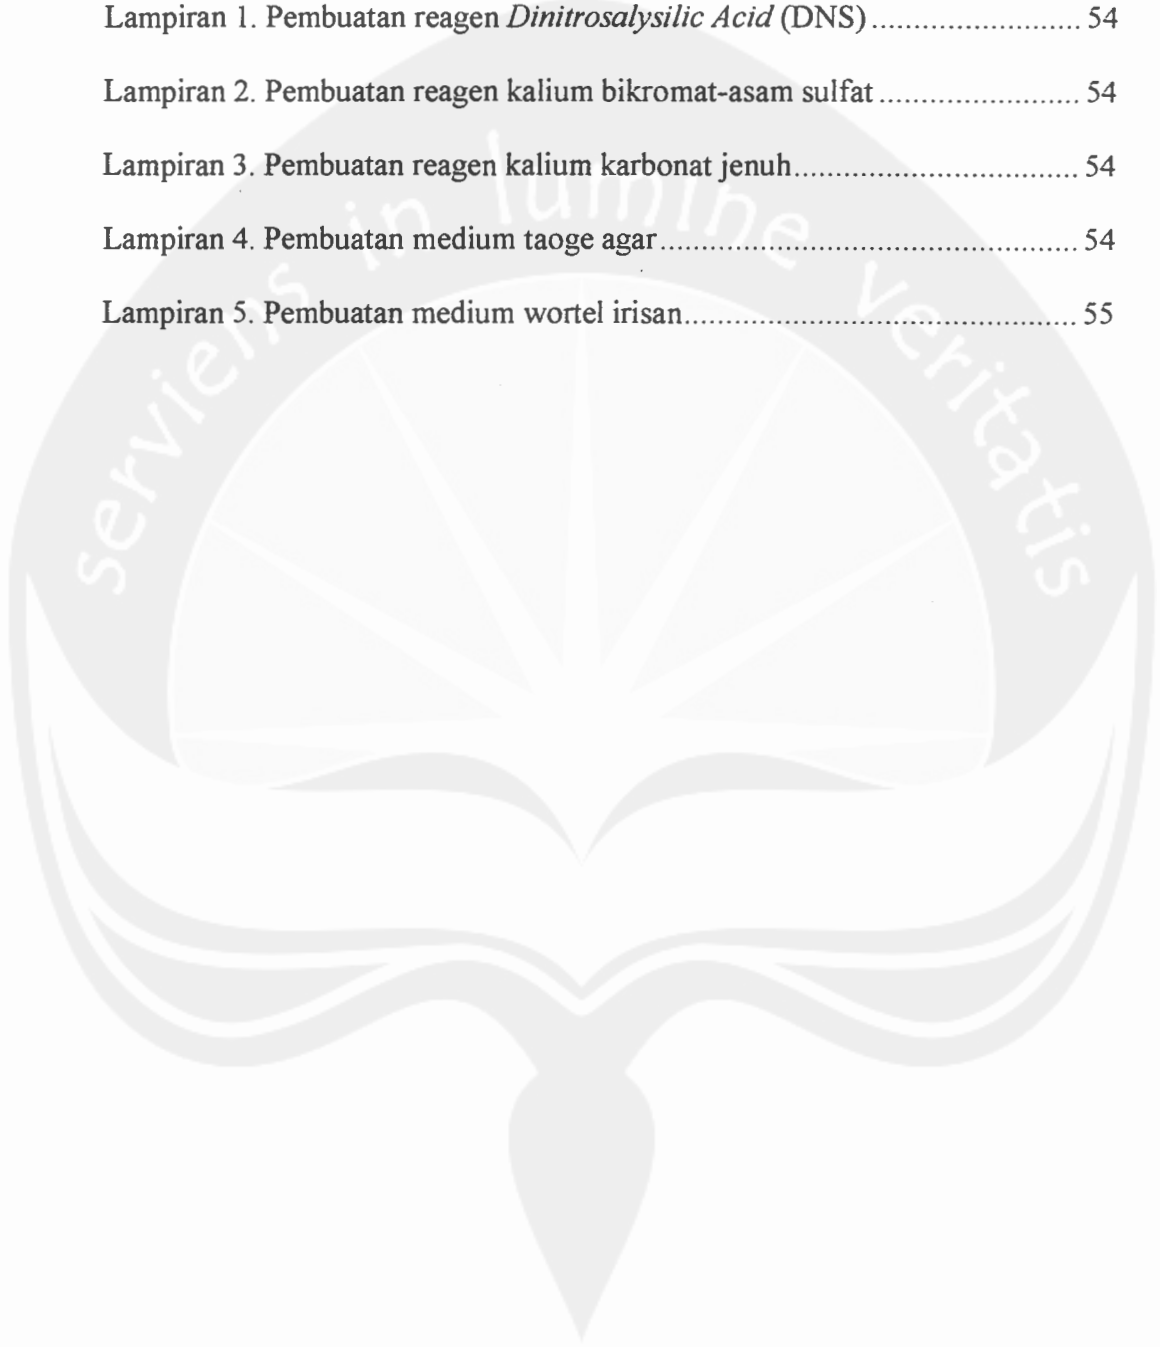 Lampiran 1. Pembuatan reagen Dinitrosalysilic Acid (DNS) ....................... 54
Lampiran 2. Pembuatan reagen kalium bikromat-asam sulfat ...................... 54
Lampiran 3. Pembuatan reagen kalium karbonat jenuh ............................... 54
Lampiran 4. Pembuatan medium taoge agar ............................................. 54
Lampiran 5. Pembuatan medium wortel irisan .......................................... 55
serviens in lumine veritatis